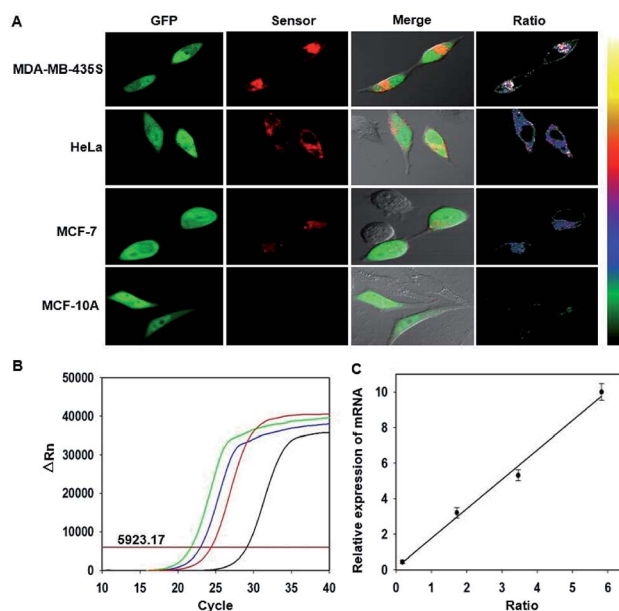 A
GFP
Sensor
Merge
Ratio
MDA-MB-435S
HeLa
MCF-7
MCF-10A
B
50000
40000
30000
20000
10000
0
△Rn
5923.17
10
15
20
25
30
35
40
Cycle
C
10
8
6
4
2
0
Relative expression of mRNA
0
1
2
3
4
5
6
Ratio